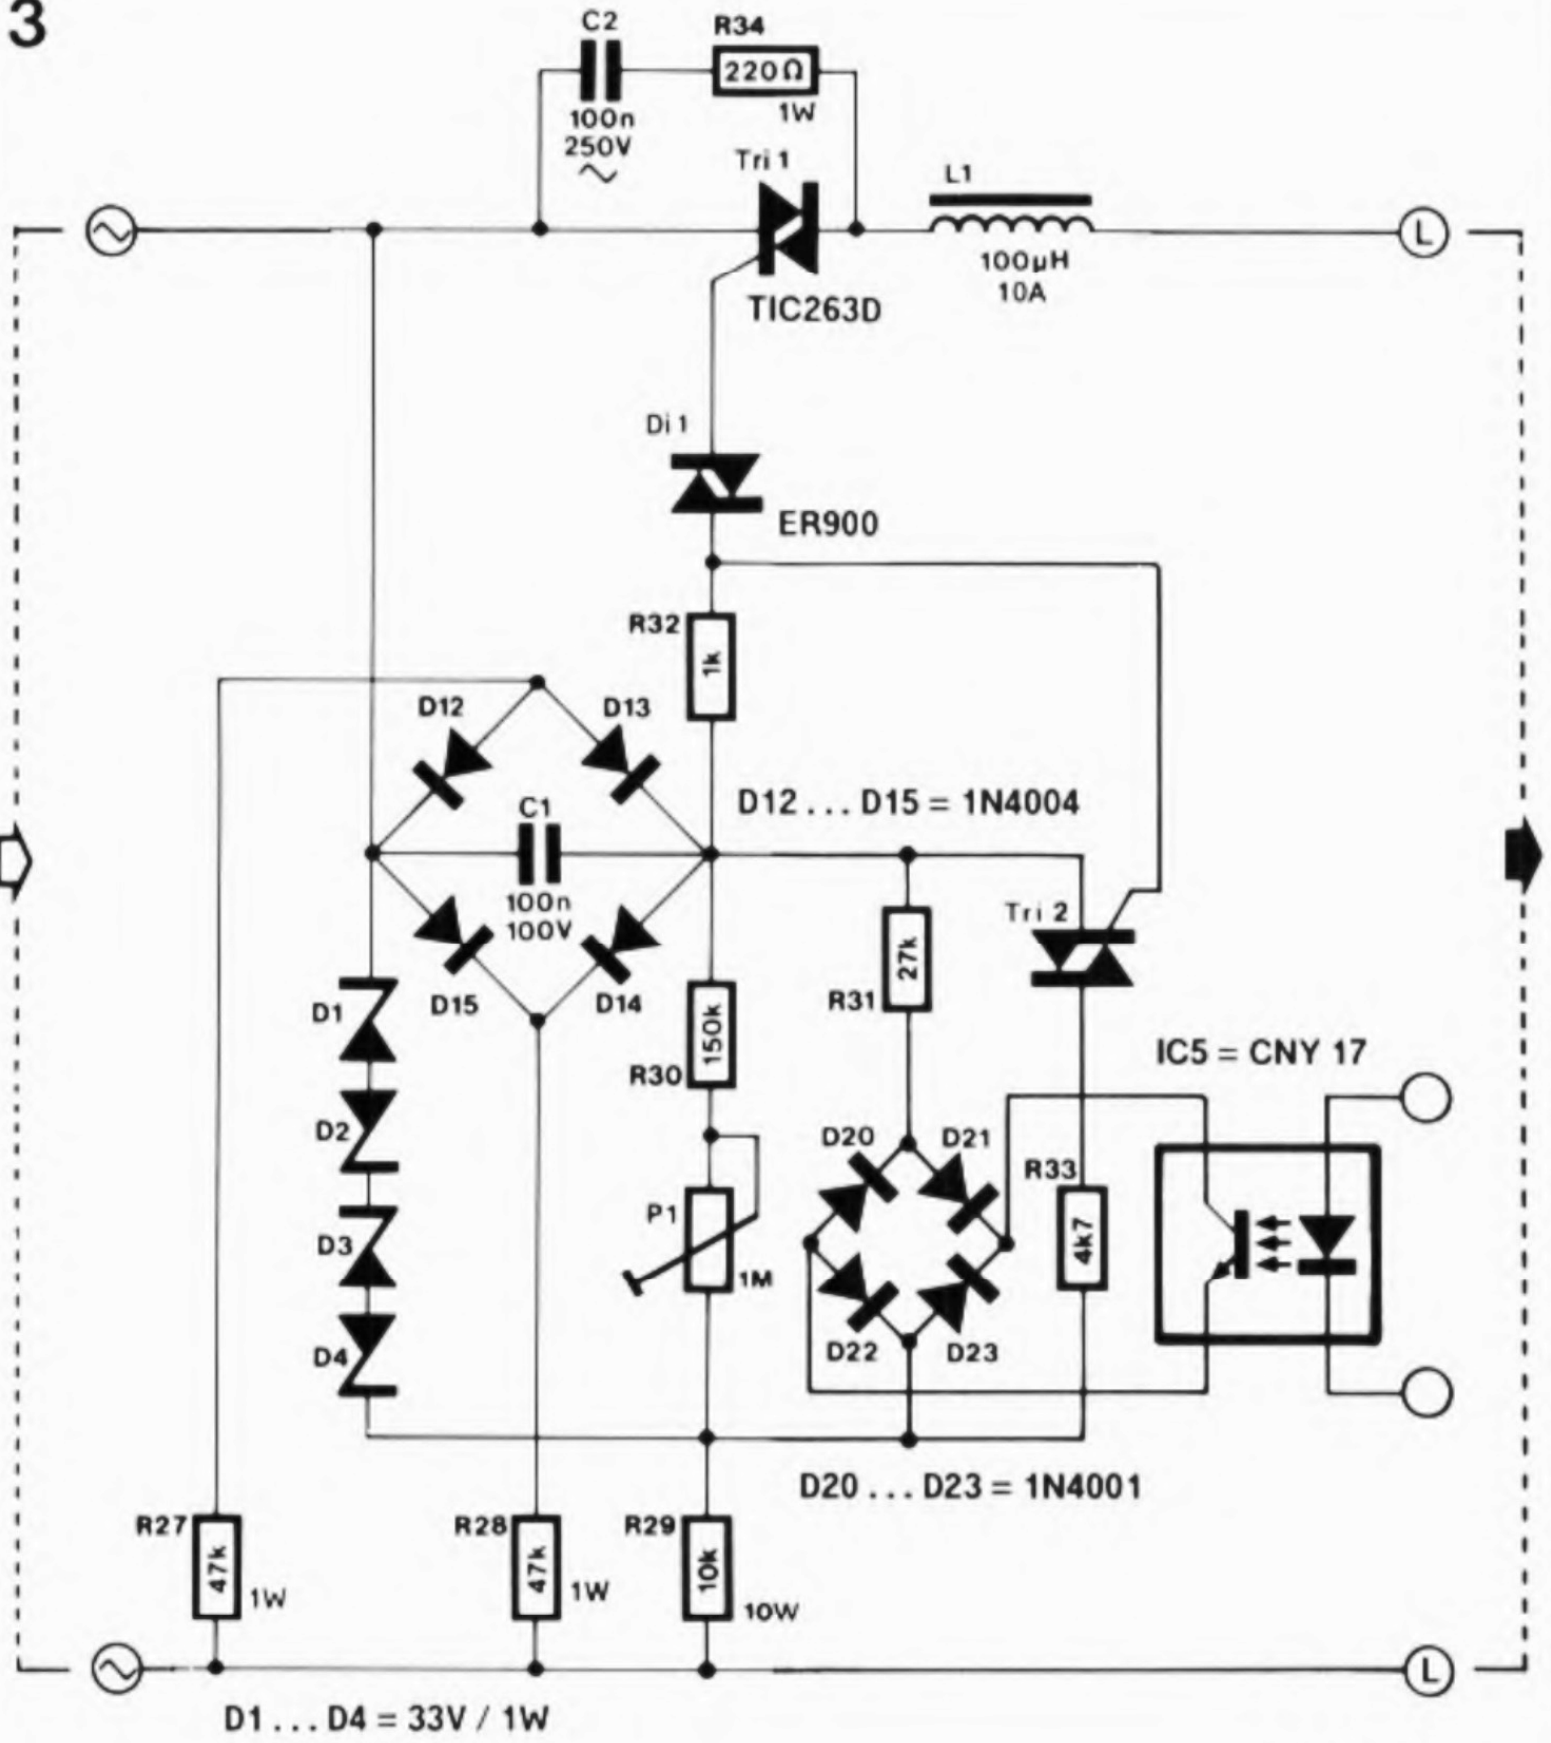 3
C2
R34
220Ω
1W
100n
250V
~
Tri 1
L1
~
L
100µH
10A
TIC263D
Di 1
ER900
R32
1k
D12
D13
D12 ... D15 = 1N4004
C1
100n
100V
Tri 2
27k
R31
D1
D15
D14
150k
R30
IC5 = CNY 17
D2
D20
D21
R33
P1
4k7
D3
1M
D4
D22
D23
D20 ... D23 = 1N4001
R27
47k
1W
R28
47k
1W
R29
10k
10W
~
L
D1 ... D4 = 33V / 1W